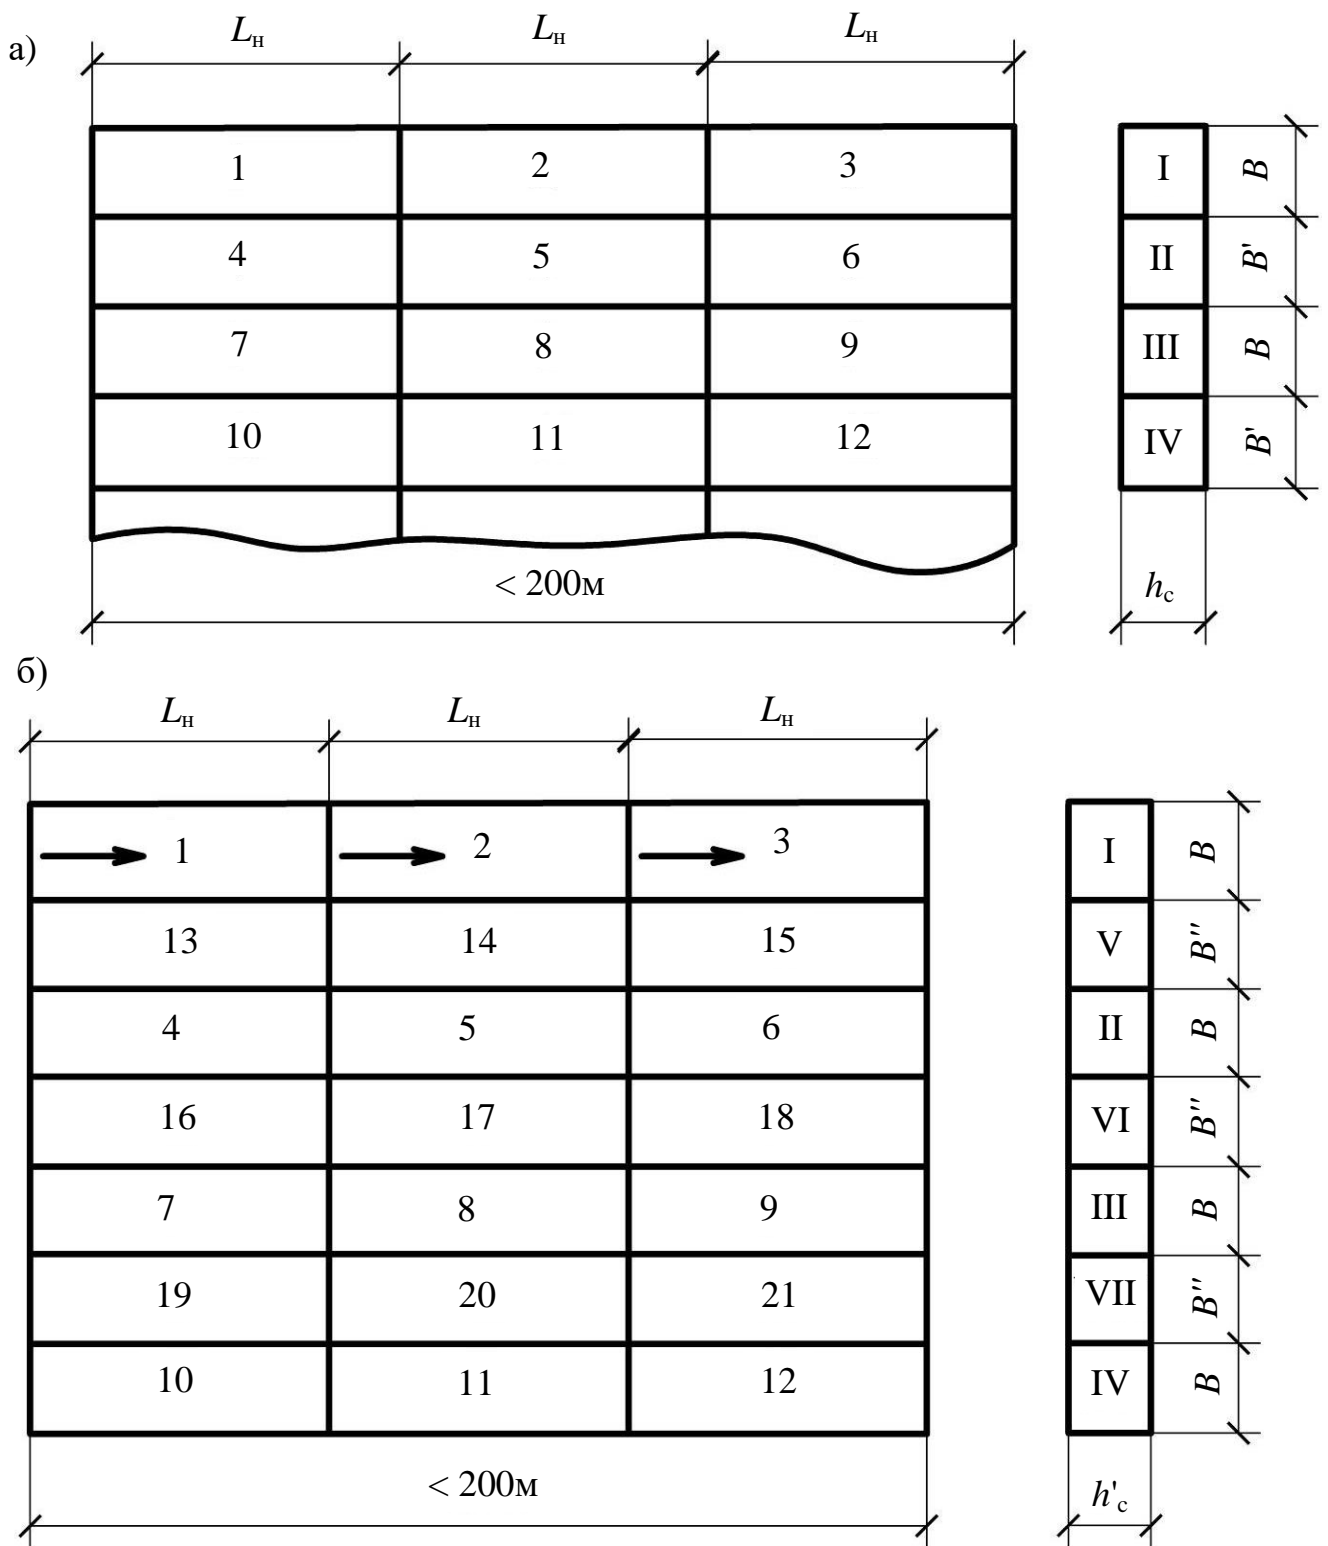 а)
Lн Lн Lн
1 2 3 I B
4 5 6 II B'
7 8 9 III B
10 11 12 IV B'
< 200м hс
б)
Lн Lн Lн
1 2 3 I B
13 14 15 V B''
4 5 6 II B
16 17 18 VI B''
7 8 9 III B
19 20 21 VII B''
10 11 12 IV B
< 200м h'с